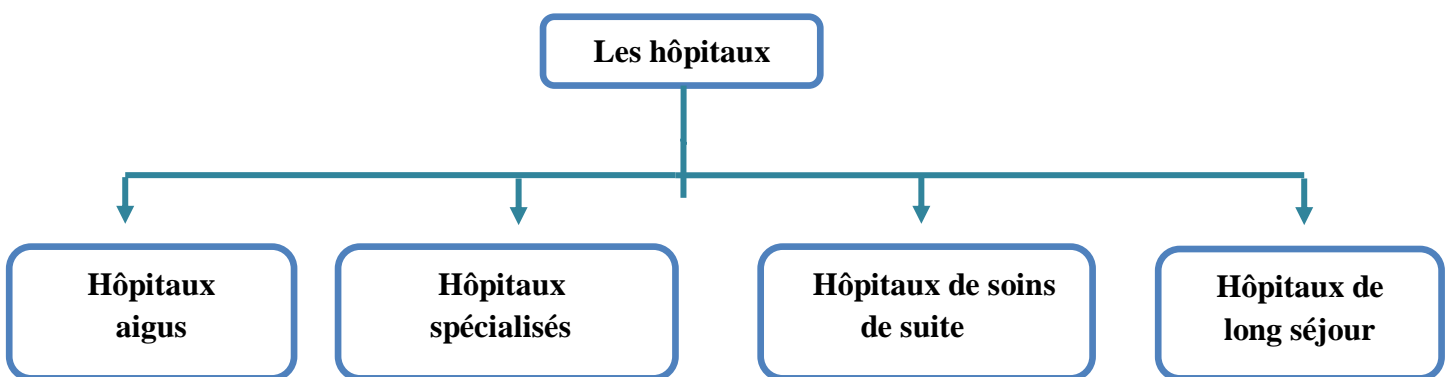 Les hôpitaux
Hôpitaux
aigus
Hôpitaux
spécialisés
Hôpitaux de soins
de suite
Hôpitaux de
long séjour